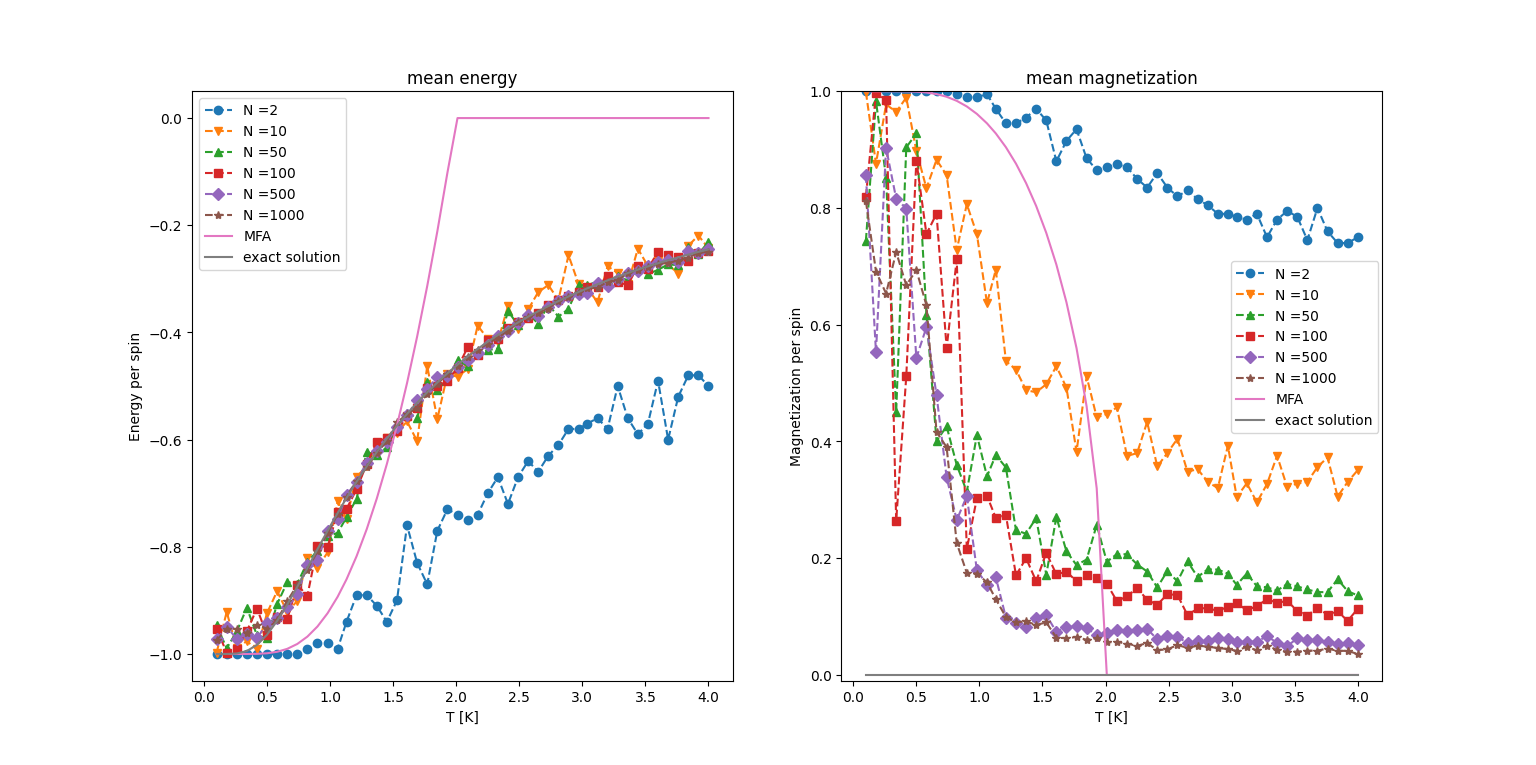 mean energy
N =2
N =10
N =50
N =100
N =500
N =1000
MFA
exact solution
Energy per spin
0.0
−0.2
−0.4
−0.6
−0.8
−1.0
0.0 0.5 1.0 1.5 2.0 2.5 3.0 3.5 4.0
T [K]
mean magnetization
N =2
N =10
N =50
N =100
N =500
N =1000
MFA
exact solution
Magnetization per spin
1.0
0.8
0.6
0.4
0.2
0.0
0.0 0.5 1.0 1.5 2.0 2.5 3.0 3.5 4.0
T [K]